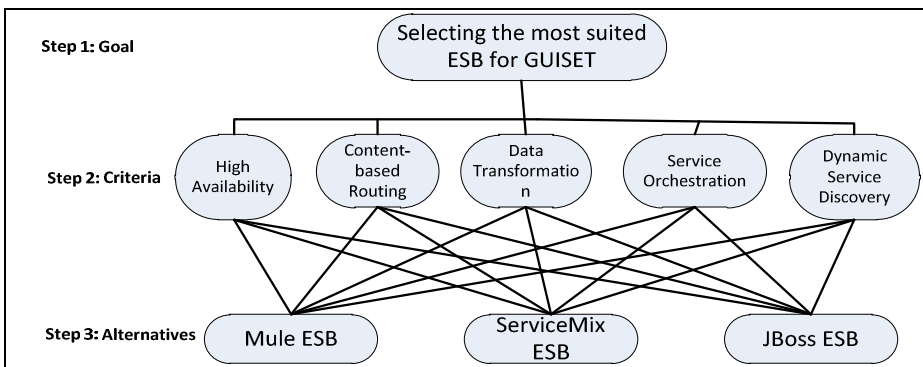 Step 1: Goal
Selecting the most suited
ESB for GUISET
Step 2: Criteria
High
Availability
Content-
based
Routing
Data
Transformatio
n
Service
Orchestration
Dynamic
Service
Discovery
Step 3: Alternatives
Mule ESB
ServiceMix
ESB
JBoss ESB